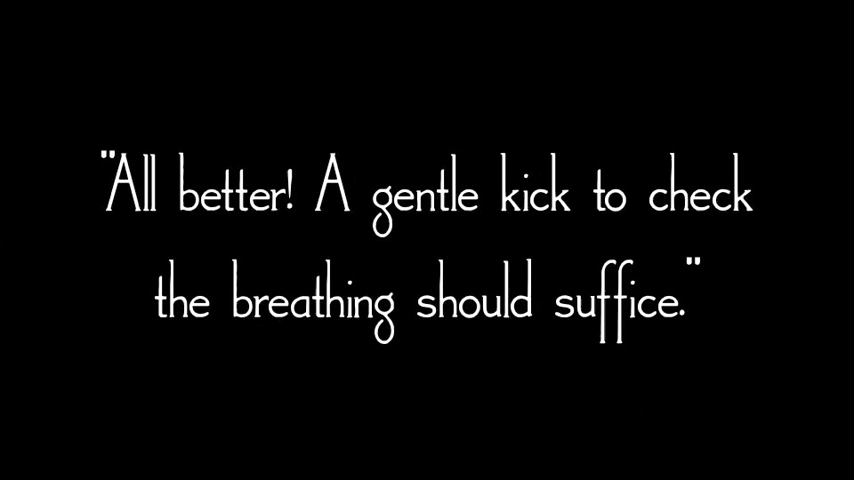 "All better! A gentle kick to check
the breathing should suffice."